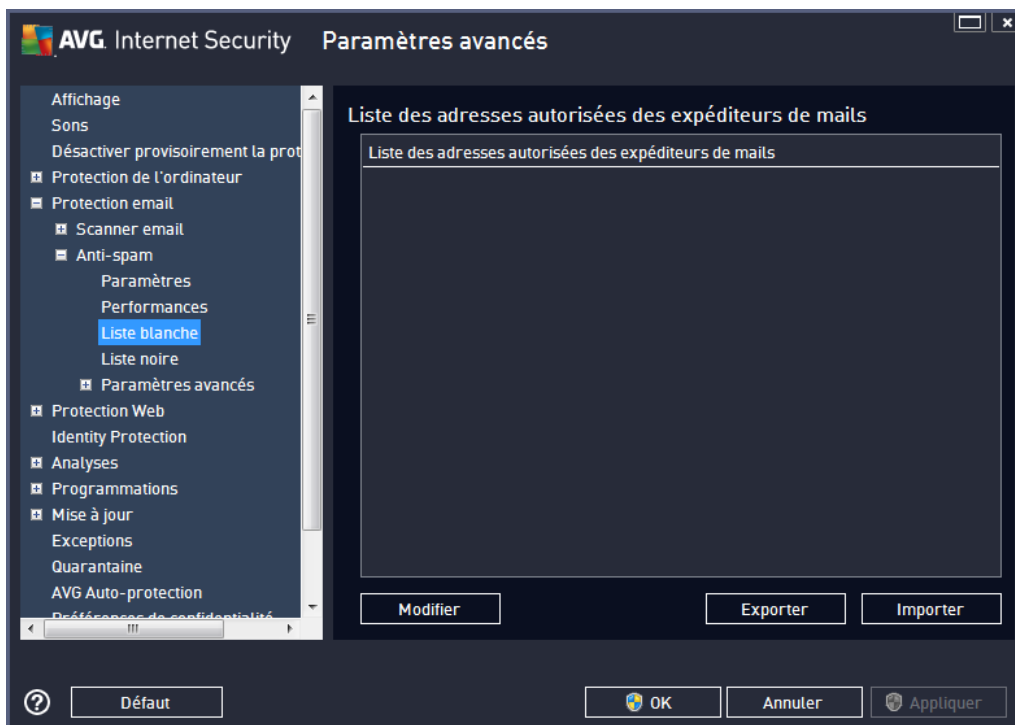 AVG. Internet Security Paramètres avancés
Affichage
Sons
Désactiver provisoirement la prot
Protection de l'ordinateur
Protection email
Scanner email
Anti-spam
Paramètres
Performances
Liste blanche
Liste noire
Paramètres avancés
Protection Web
Identity Protection
Analyses
Programmations
Mise à jour
Exceptions
Quarantaine
AVG Auto-protection
Préférences de confidentialité
Liste des adresses autorisées des expéditeurs de mails
Liste des adresses autorisées des expéditeurs de mails
Modifier
Exporter
Importer
Défaut
OK
Annuler
Appliquer